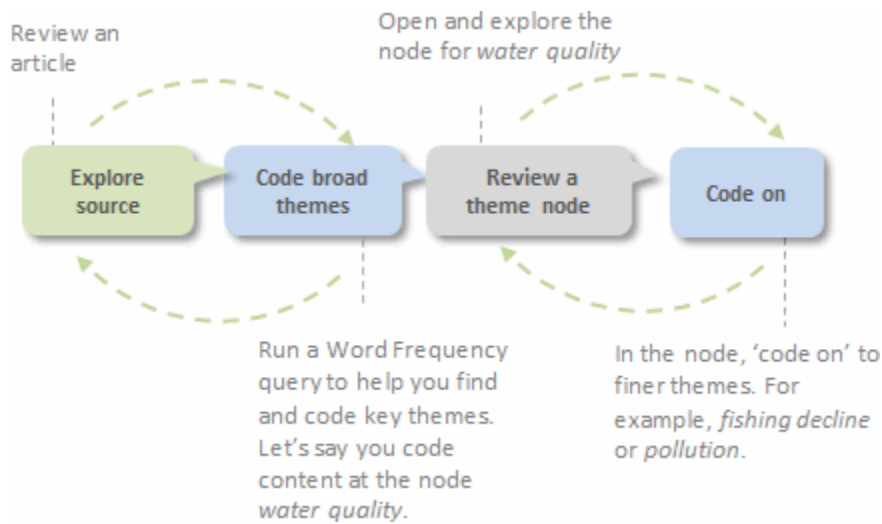 Review an
article
Open and explore the
node for water quality
Explore
source
Code broad
themes
Review a
theme node
Code on
Run a Word Frequency
query to help you find
and code key themes.
Let's say you code
content at the node
water quality.
In the node, 'code on' to
finer themes. For
example, fishing decline
or pollution.